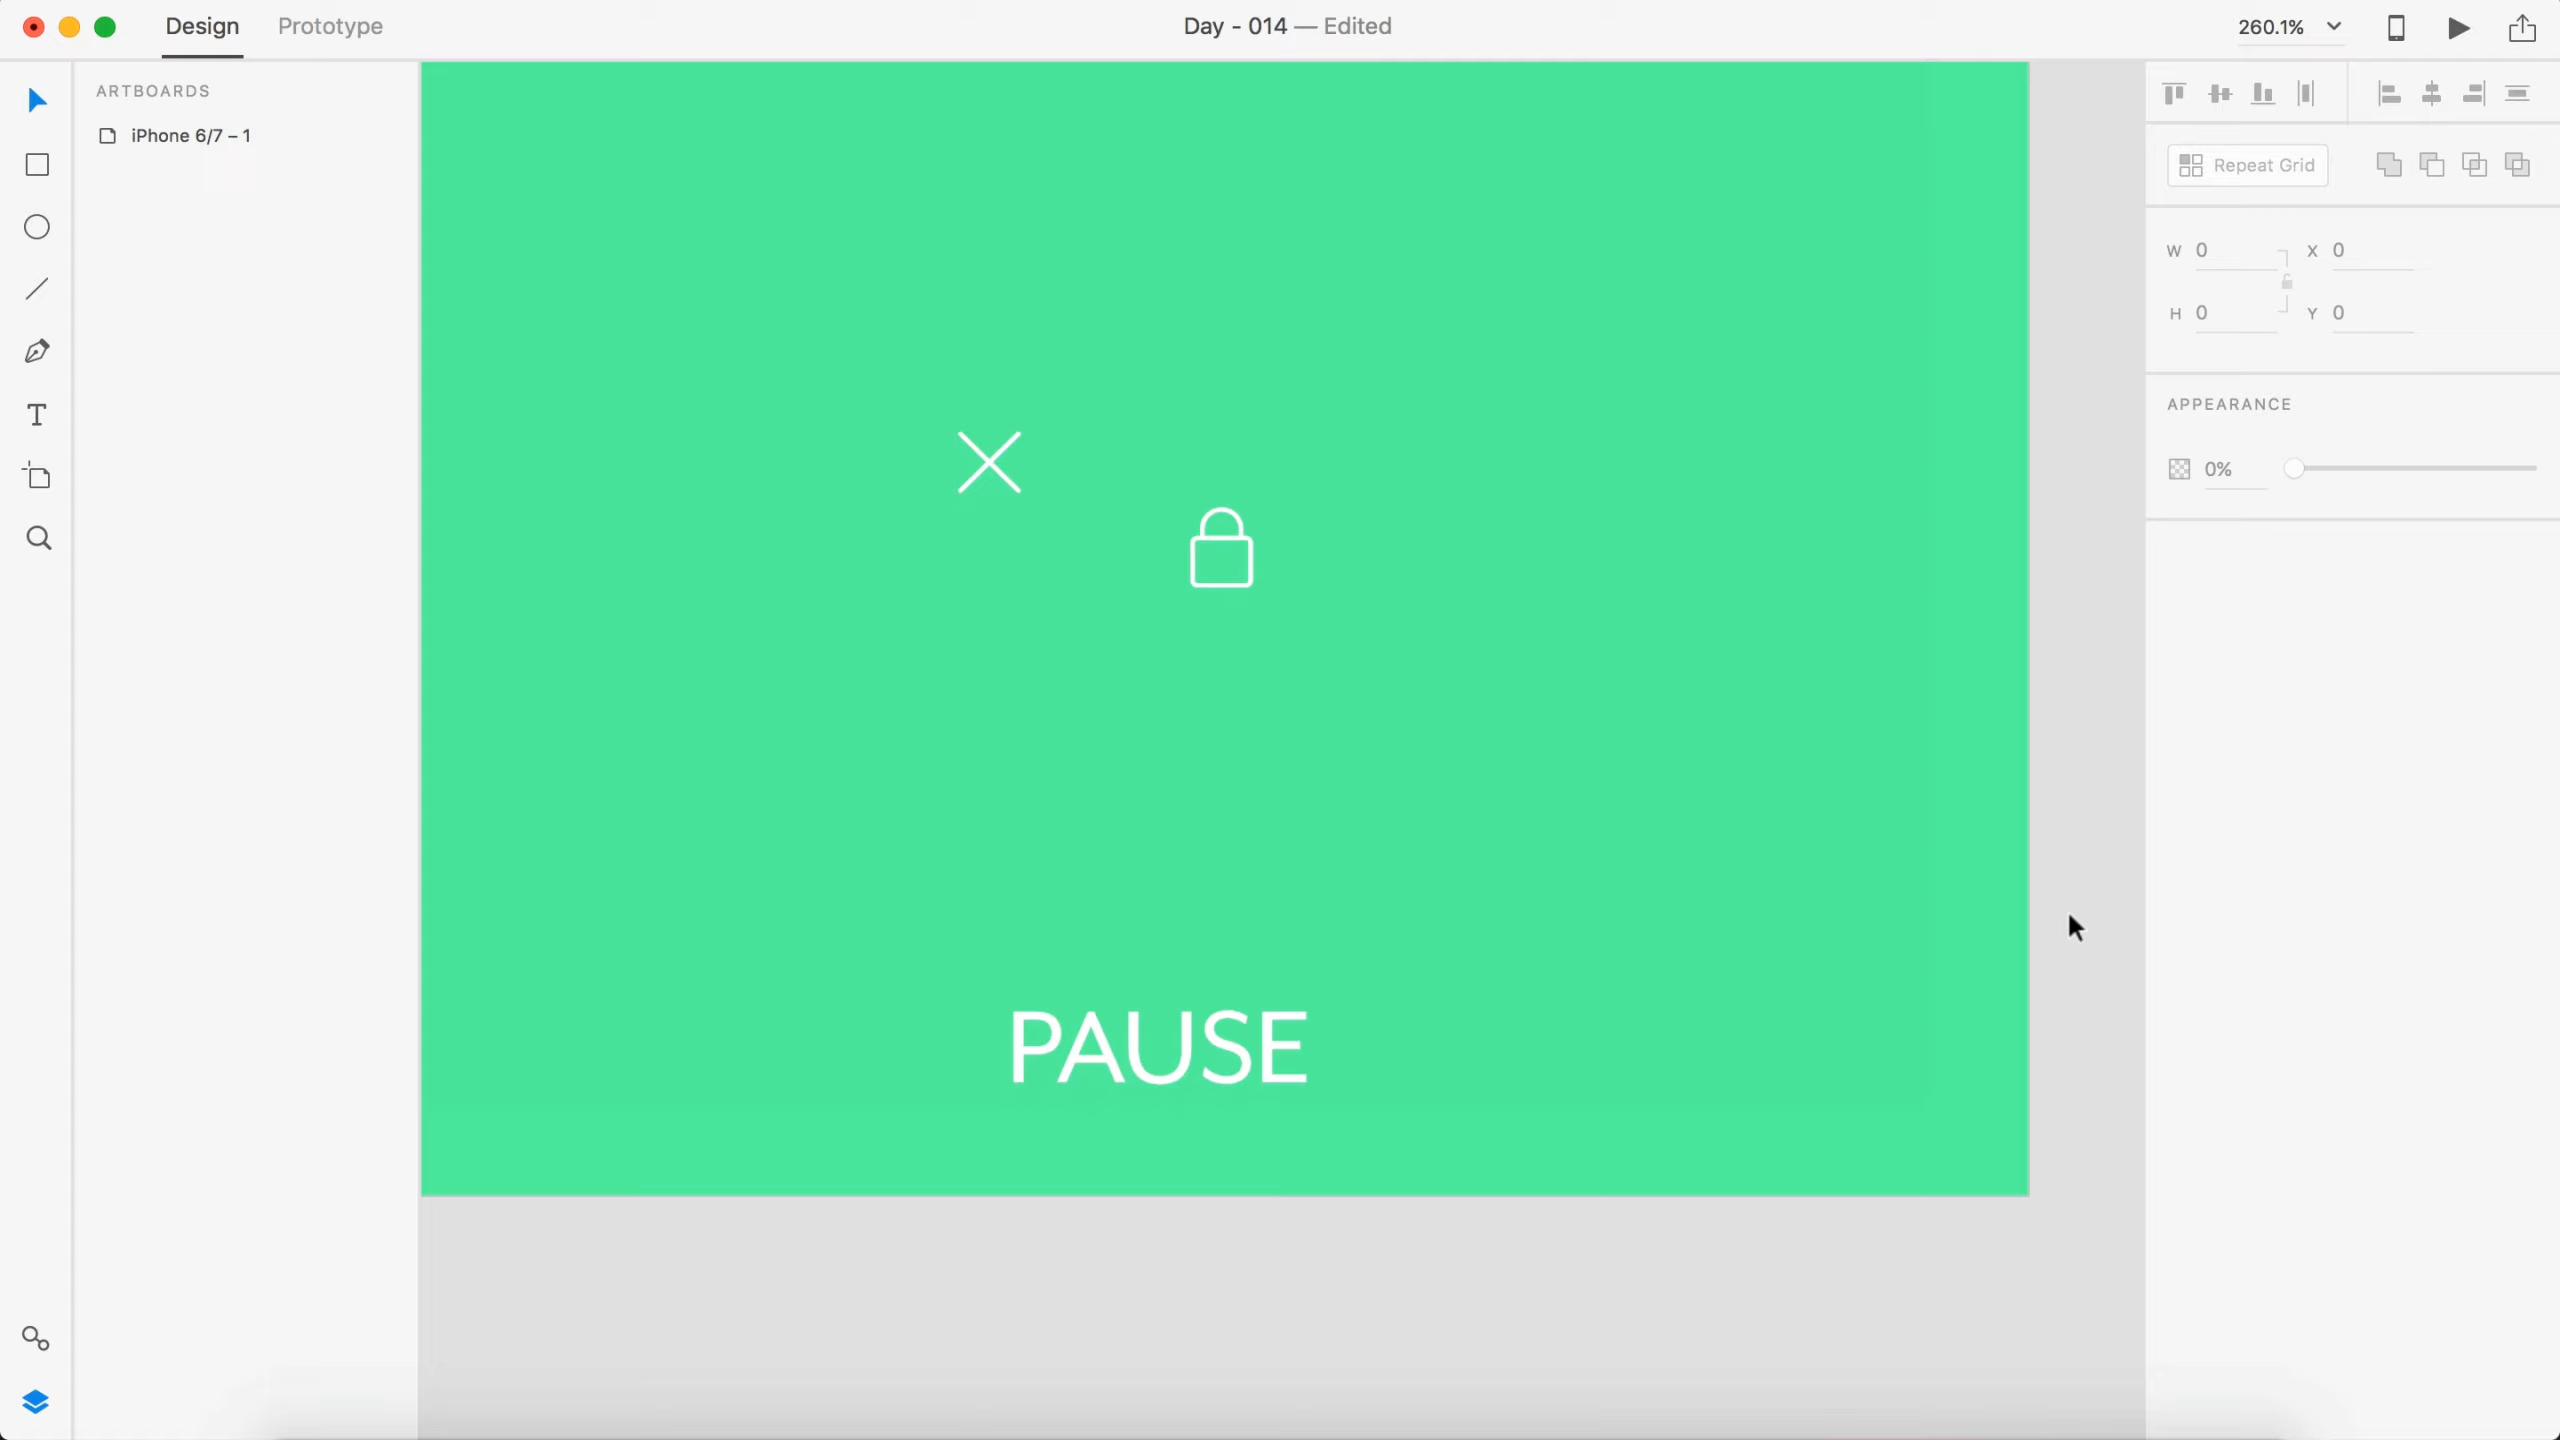 Design Prototype Day - 014 — Edited 260.1%
ARTBOARDS
iPhone 6/7 – 1
Repeat Grid
W 0 X 0
H 0 Y 0
APPEARANCE
0%
PAUSE